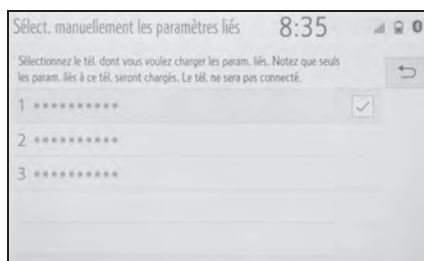 Sélect. manuellement les paramètres liés 8:35
Sélectionnez le tél. dont vous voulez charger les param. liés. Notez que seuls
les param. liés à ce tél. seront chargés. Le tél. ne sera pas connecté.
1 **********
2 **********
3 **********